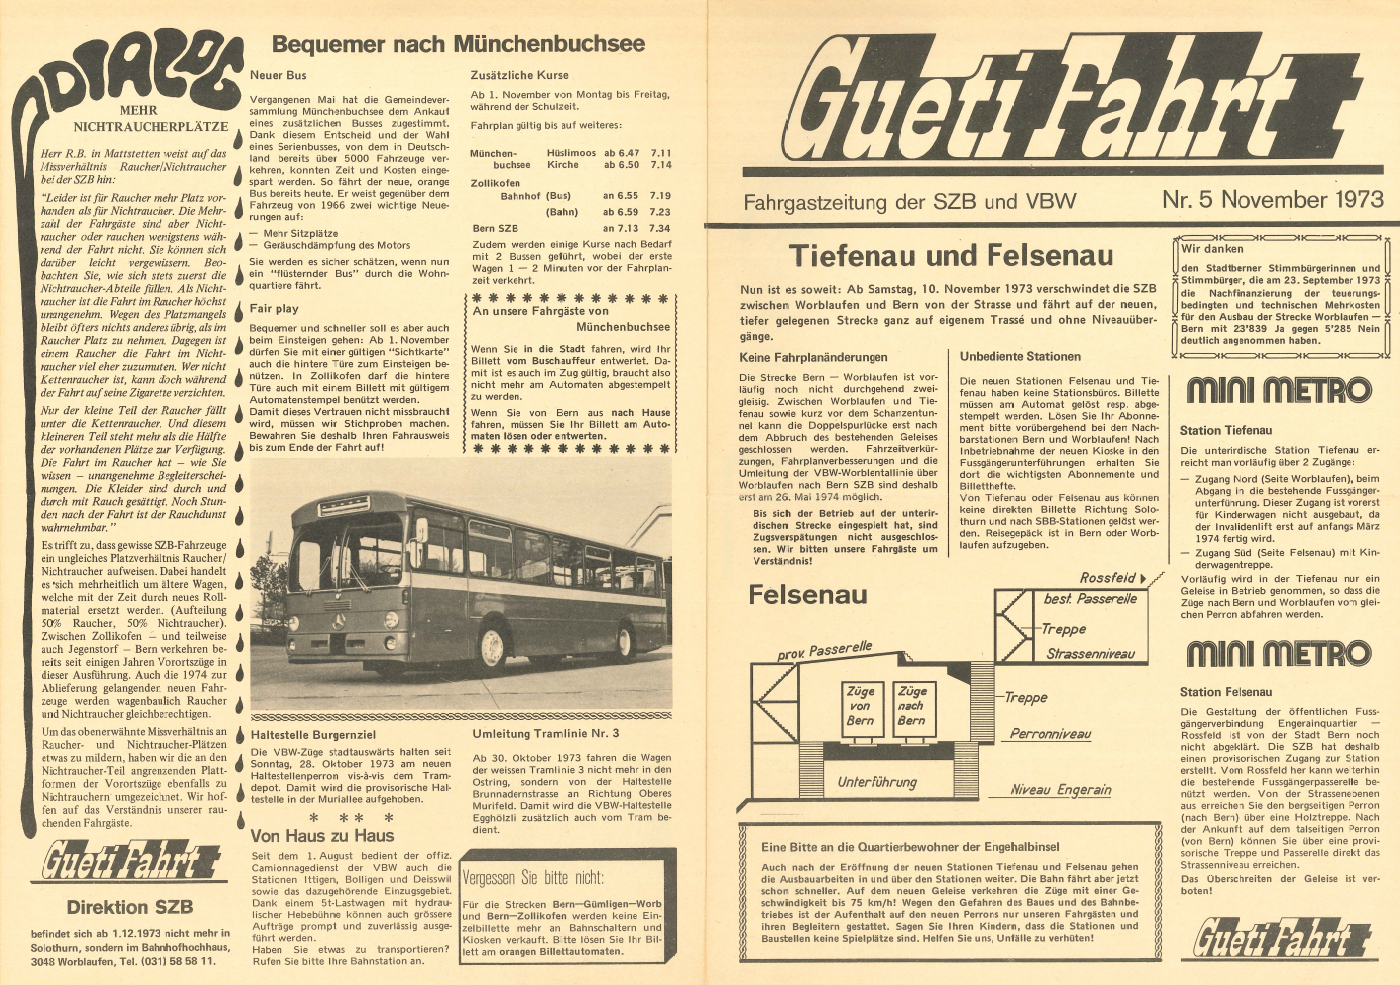 DIALOG
MEHR
NICHTRAUCHERPLÄTZE
Herr R.B. in Mattstetten weist auf das
Missverhältnis Raucher/Nichtraucher
bei der SZB hin:
"Leider ist für Raucher mehr Platz vor-
handen als für Nichtraucher. Die Mehr-
zahl der Fahrgäste sind aber Nicht-
raucher oder rauchen wenigstens wäh-
rend der Fahrt nicht. Sie können sich
darüber leicht vergewissern. Beo-
bachten Sie, wie sich stets zuerst die
Nichtraucher-Abteile füllen. Als Nicht-
raucher ist die Fahrt im Raucher höchst
unangenehm. Wegen des Platzmangels
bleibt öfters nichts anderes übrig, als im
Raucher Platz zu nehmen. Dagegen ist
einem Raucher die Fahrt im Nicht-
raucher viel eher zuzumuten. Wer nicht
Kettenraucher ist, kann doch während
der Fahrt auf seine Zigarette verzichten.
Nur der kleine Teil der Raucher fällt
unter die Kettenraucher. Und diesem
kleineren Teil steht mehr als die Hälfte
der vorhandenen Plätze zur Verfügung.
Die Fahrt im Raucher hat — wie Sie
wissen — unangenehme Begleiterschei-
nungen. Die Kleider sind durch und
durch mit Rauch gesättigt. Noch Stun-
den nach der Fahrt ist der Rauchdunst
wahrnehmbar."
Es trifft zu, dass gewisse SZB-Fahrzeuge
ein ungleiches Platzverhältnis Raucher/
Nichtraucher aufweisen. Dabei handelt
es sich mehrheitlich um ältere Wagen,
welche mit der Zeit durch neues Roll-
material ersetzt werden. (Aufteilung
50% Raucher, 50% Nichtraucher).
Zwischen Zollikofen — und teilweise
auch Jegenstorf — Bern verkehren be-
reits seit einigen Jahren Vorortszüge in
dieser Ausführung. Auch die 1974 zur
Ablieferung gelangenden neuen Fahr-
zeuge werden wagenbaulich Raucher
und Nichtraucher gleichberechtigen.
Um das obenerwähnte Missverhältnis an
Raucher- und Nichtraucher-Plätzen
etwas zu mildern, haben wir die an den
Nichtraucher-Teil angrenzenden Platt-
formen der Vorortszüge ebenfalls zu
Nichtrauchern umgezeichnet. Wir hof-
fen auf das Verständnis unserer rau-
chenden Fahrgäste.
Gueti Fahrt
Direktion SZB
befindet sich ab 1.12.1973 nicht mehr in
Solothurn, sondern im Bahnhofhochhaus,
3048 Worblaufen, Tel. (031) 58 58 11.
Bequemer nach Münchenbuchsee
Neuer Bus
Vergangenen Mai hat die Gemeindever-
sammlung Münchenbuchsee dem Ankauf
eines zusätzlichen Busses zugestimmt.
Dank diesem Entscheid und der Wahl
eines Serienbusses, von dem in Deutsch-
land bereits über 5000 Fahrzeuge ver-
kehren, konnten Zeit und Kosten einge-
spart werden. So fährt der neue, orange
Bus bereits heute. Er weist gegenüber dem
Fahrzeug von 1966 zwei wichtige Neue-
rungen auf:
— Mehr Sitzplätze
— Geräuschdämpfung des Motors
Sie werden es sicher schätzen, wenn nun
ein "flüsternder Bus" durch die Wohn-
quartiere fährt.
Fair play
Bequemer und schneller soll es aber auch
beim Einsteigen gehen: Ab 1. November
dürfen Sie mit einer gültigen "Sichtkarte"
auch die hintere Türe zum Einsteigen be-
nützen. In Zollikofen darf die hintere
Türe auch mit einem Billett mit gültigem
Automatenstempel benützt werden.
Damit dieses Vertrauen nicht missbraucht
wird, müssen wir Stichproben machen.
Bewahren Sie deshalb Ihren Fahrausweis
bis zum Ende der Fahrt auf!
Zusätzliche Kurse
Ab 1. November von Montag bis Freitag,
während der Schulzeit.
Fahrplan gültig bis auf weiteres:
München- Hüslimoos ab 6.47 7.11
buchsee Kirche ab 6.50 7.14
Zollikofen
Bahnhof (Bus) an 6.55 7.19
(Bahn) ab 6.59 7.23
Bern SZB an 7.13 7.34
Zudem werden einige Kurse nach Bedarf
mit 2 Bussen geführt, wobei der erste
Wagen 1 — 2 Minuten vor der Fahrplan-
zeit verkehrt.
An unsere Fahrgäste von
Münchenbuchsee
Wenn Sie in die Stadt fahren, wird Ihr
Billett vom Buschauffeur entwertet. Da-
mit ist es auch im Zug gültig, braucht also
nicht mehr am Automaten abgestempelt
zu werden.
Wenn Sie von Bern aus nach Hause
fahren, müssen Sie Ihr Billett am Auto-
maten lösen oder entwerten.
Haltestelle Burgernziel
Die VBW-Züge stadtauswärts halten seit
Sonntag, 28. Oktober 1973 am neuen
Haltestellenperron vis-à-vis dem Tram-
depot. Damit wird die provisorische Hal-
testelle in der Muriallee aufgehoben.
* ** *
Von Haus zu Haus
Seit dem 1. August bedient der offiz.
Camionnagedienst der VBW auch die
Stationen Ittigen, Bolligen und Deisswil
sowie das dazugehörende Einzugsgebiet.
Dank einem 5t-Lastwagen mit hydrau-
lischer Hebebühne können auch grössere
Aufträge prompt und zuverlässig ausge-
führt werden.
Haben Sie etwas zu transportieren?
Rufen Sie bitte Ihre Bahnstation an.
Umleitung Tramlinie Nr. 3
Ab 30. Oktober 1973 fahren die Wagen
der weissen Tramlinie 3 nicht mehr in den
Ostring, sondern von der Haltestelle
Brunnadernstrasse an Richtung Oberes
Murifeld. Damit wird die VBW-Haltestelle
Egghölzli zusätzlich auch vom Tram be-
dient.
Vergessen Sie bitte nicht:
Für die Strecken Bern—Gümligen—Worb
und Bern—Zollikofen werden keine Ein-
zelbillette mehr an Bahnschaltern und
Kiosken verkauft. Bitte lösen Sie Ihr Bil-
lett am orangen Billettautomaten.
Gueti Fahrt
Fahrgastzeitung der SZB und VBW Nr. 5 November 1973
Tiefenau und Felsenau
Nun ist es soweit: Ab Samstag, 10. November 1973 verschwindet die SZB
zwischen Worblaufen und Bern von der Strasse und fährt auf der neuen,
tiefer gelegenen Strecke ganz auf eigenem Trassé und ohne Niveauüber-
gänge.
Keine Fahrplanänderungen
Die Strecke Bern — Worblaufen ist vor-
läufig noch nicht durchgehend zwei-
gleisig. Zwischen Worblaufen und Tie-
fenau sowie kurz vor dem Schanzentun-
nel kann die Doppelspurlücke erst nach
dem Abbruch des bestehenden Geleises
geschlossen werden. Fahrzeitverkür-
zungen, Fahrplanverbesserungen und die
Umleitung der VBW-Worblentallinie über
Worblaufen nach Bern SZB sind deshalb
erst am 26. Mai 1974 möglich.
Bis sich der Betrieb auf der unterir-
dischen Strecke eingespielt hat, sind
Zugsverspätungen nicht ausgeschlos-
sen. Wir bitten unsere Fahrgäste um
Verständnis!
Unbediente Stationen
Die neuen Stationen Felsenau und Tie-
fenau haben keine Stationsbüros. Billette
müssen am Automat gelöst resp. abge-
stempelt werden. Lösen Sie Ihr Abonne-
ment bitte vorübergehend bei den Nach-
barstationen Bern und Worblaufen! Nach
Inbetriebnahme der neuen Kioske in den
Fussgängerunterführungen erhalten Sie
dort die wichtigsten Abonnemente und
Billetthefte.
Von Tiefenau oder Felsenau aus können
keine direkten Billette Richtung Solo-
thurn und nach SBB-Stationen gelöst wer-
den. Reisegepäck ist in Bern oder Worb-
laufen aufzugeben.
Felsenau
Rossfeld
best. Passerelle
Treppe
Strassenniveau
prov. Passerelle
Züge
von
Bern
Züge
nach
Bern
Treppe
Perronniveau
Unterführung
Niveau Engerain
Eine Bitte an die Quartierbewohner der Engehalbinsel
Auch nach der Eröffnung der neuen Stationen Tiefenau und Felsenau gehen
die Ausbauarbeiten in und über den Stationen weiter. Die Bahn fährt aber jetzt
schon schneller. Auf dem neuen Geleise verkehren die Züge mit einer Ge-
schwindigkeit bis 75 km/h! Wegen den Gefahren des Baues und des Bahnbe-
triebes ist der Aufenthalt auf den neuen Perrons nur unseren Fahrgästen und
ihren Begleitern gestattet. Sagen Sie Ihren Kindern, dass die Stationen und
Baustellen keine Spielplätze sind. Helfen Sie uns, Unfälle zu verhüten!
Wir danken
den Stadtberner Stimmbürgerinnen und
Stimmbürger, die am 23. September 1973
die Nachfinanzierung der teuerungs-
bedingten und technischen Mehrkosten
für den Ausbau der Strecke Worblaufen —
Bern mit 23'839 Ja gegen 5'285 Nein
deutlich angenommen haben.
MINI METRO
Station Tiefenau
Die unterirdische Station Tiefenau er-
reicht man vorläufig über 2 Zugänge:
— Zugang Nord (Seite Worblaufen), beim
Abgang in die bestehende Fussgänger-
unterführung. Dieser Zugang ist vorerst
für Kinderwagen nicht ausgebaut, da
der Invalidenlift erst auf anfangs März
1974 fertig wird.
— Zugang Süd (Seite Felsenau) mit Kin-
derwagentreppe.
Vorläufig wird in der Tiefenau nur ein
Geleise in Betrieb genommen, so dass die
Züge nach Bern und Worblaufen vom glei-
chen Perron abfahren werden.
MINI METRO
Station Felsenau
Die Gestaltung der öffentlichen Fuss-
gängerverbindung Engerainquartier —
Rossfeld ist von der Stadt Bern noch
nicht abgeklärt. Die SZB hat deshalb
einen provisorischen Zugang zur Station
erstellt. Vom Rossfeld her kann weiterhin
die bestehende Fussgängerpasserelle be-
nützt werden. Von der Strassenebenen
aus erreichen Sie den bergseitigen Perron
(nach Bern) über eine Holztreppe. Nach
der Ankunft auf dem talseitigen Perron
(von Bern) können Sie über eine provi-
sorische Treppe und Passerelle direkt das
Strassenniveau erreichen.
Das Überschreiten der Geleise ist ver-
boten!
Gueti Fahrt